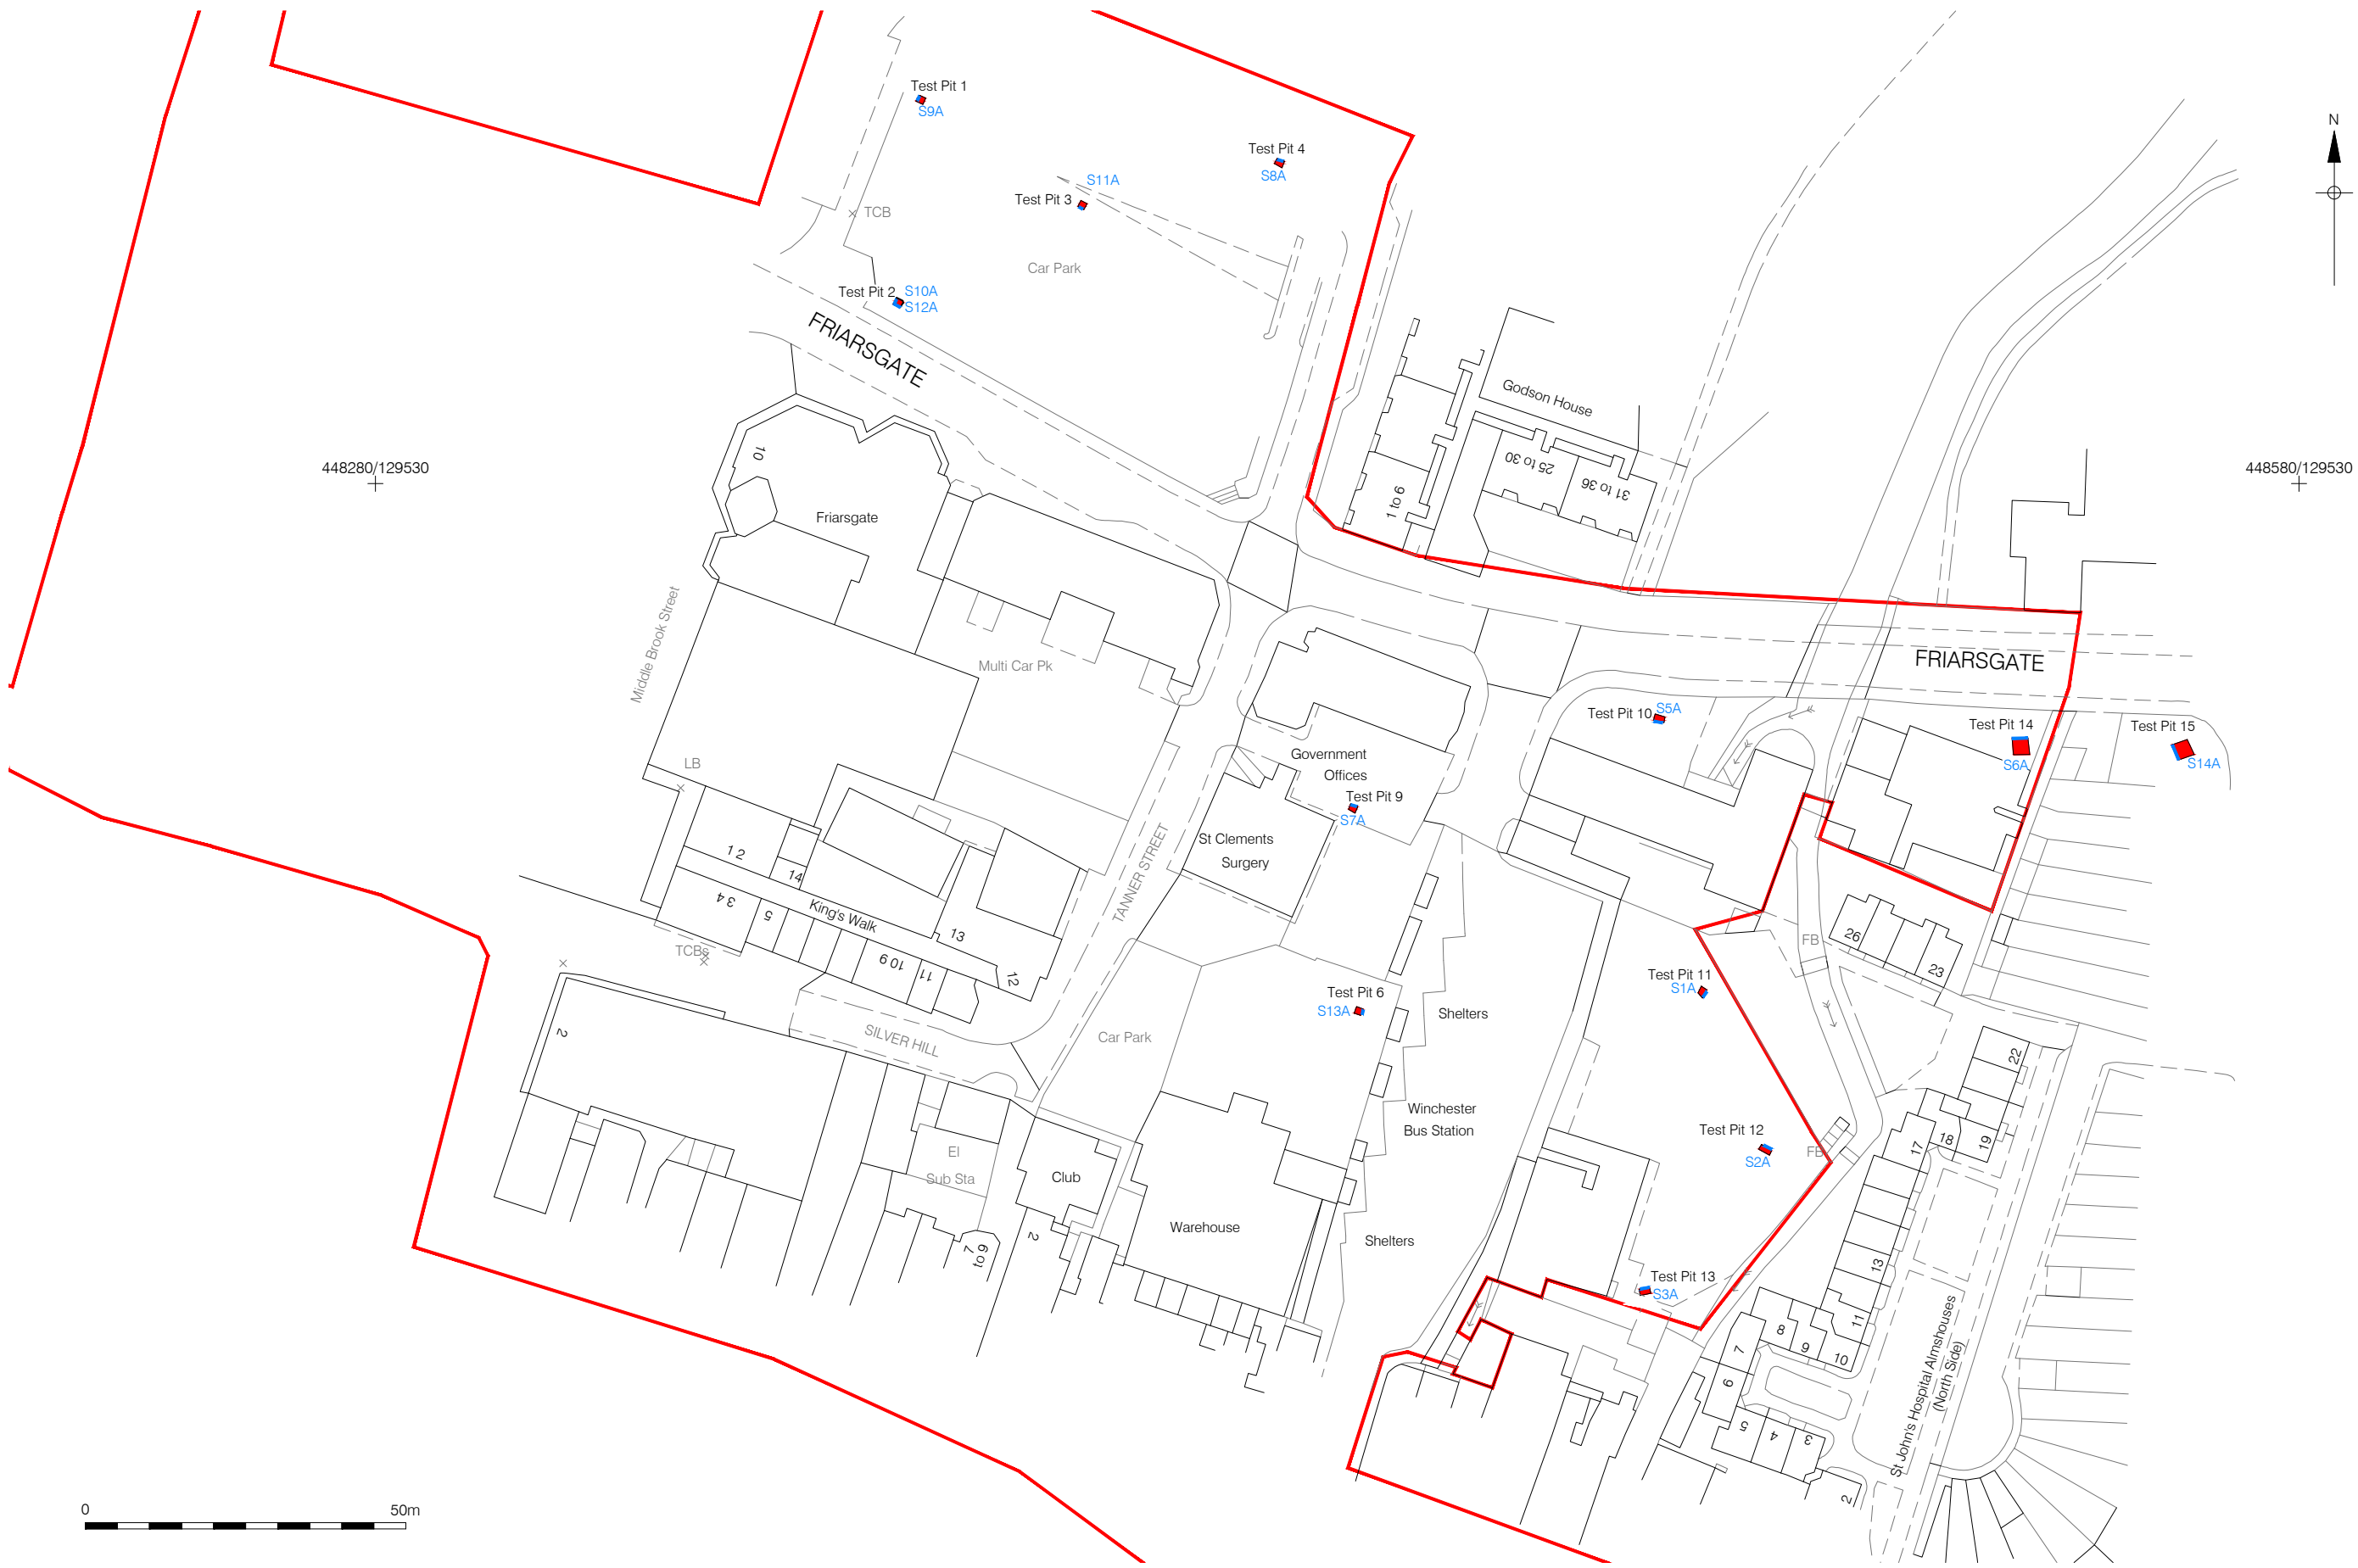 Test Pit 1
S9A
Test Pit 4
S8A
N
S11A
Test Pit 3
TCB
Car Park
Test Pit 2
S10A
S12A
FRIARSGATE
Godson House
448280/129530
448580/129530
10
25 to 30
31 to 36
1 to 6
Friarsgate
Middle Brook Street
Multi Car Pk
FRIARSGATE
Test Pit 10
S5A
Test Pit 14
S6A
Test Pit 15
S14A
Government
Offices
LB
Test Pit 9
S7A
St Clements
Surgery
TANNER STREET
1 2
14
3 4
5
King's Walk
13
10 9
11
12
TCBs
26
23
FB
Test Pit 11
S1A
Test Pit 6
S13A
Shelters
2
SILVER HILL
Car Park
22
Winchester
Bus Station
Test Pit 12
S2A
FB
17
18
19
El
Sub Sta
Club
Warehouse
Shelters
7
to 9
2
13
Test Pit 13
S3A
11
8
9
10
7
6
5
4
3
2
St John's Hospital Almshouses
(North Side)
0
50m